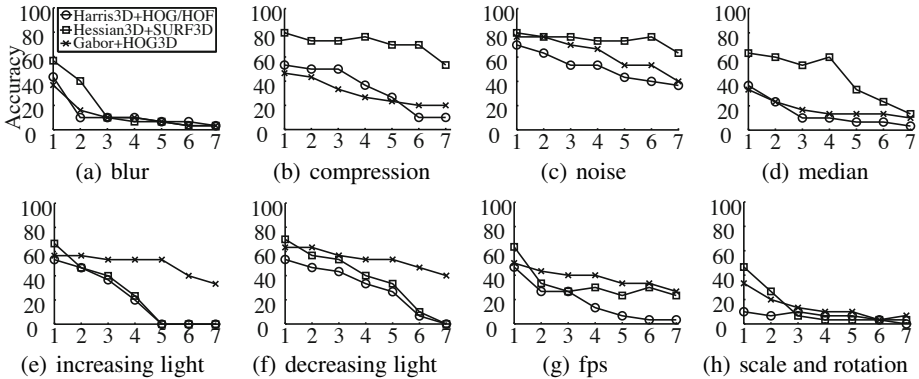 Harris3D+HOG/HOF
Hessian3D+SURF3D
Gabor+HOG3D
Accuracy
100
80
60
40
20
0
1 2 3 4 5 6 7
(a) blur
100
80
60
40
20
0
1 2 3 4 5 6 7
(b) compression
100
80
60
40
20
0
1 2 3 4 5 6 7
(c) noise
100
80
60
40
20
0
1 2 3 4 5 6 7
(d) median
100
80
60
40
20
0
1 2 3 4 5 6 7
(e) increasing light
100
80
60
40
20
0
1 2 3 4 5 6 7
(f) decreasing light
100
80
60
40
20
0
1 2 3 4 5 6 7
(g) fps
100
80
60
40
20
0
1 2 3 4 5 6 7
(h) scale and rotation